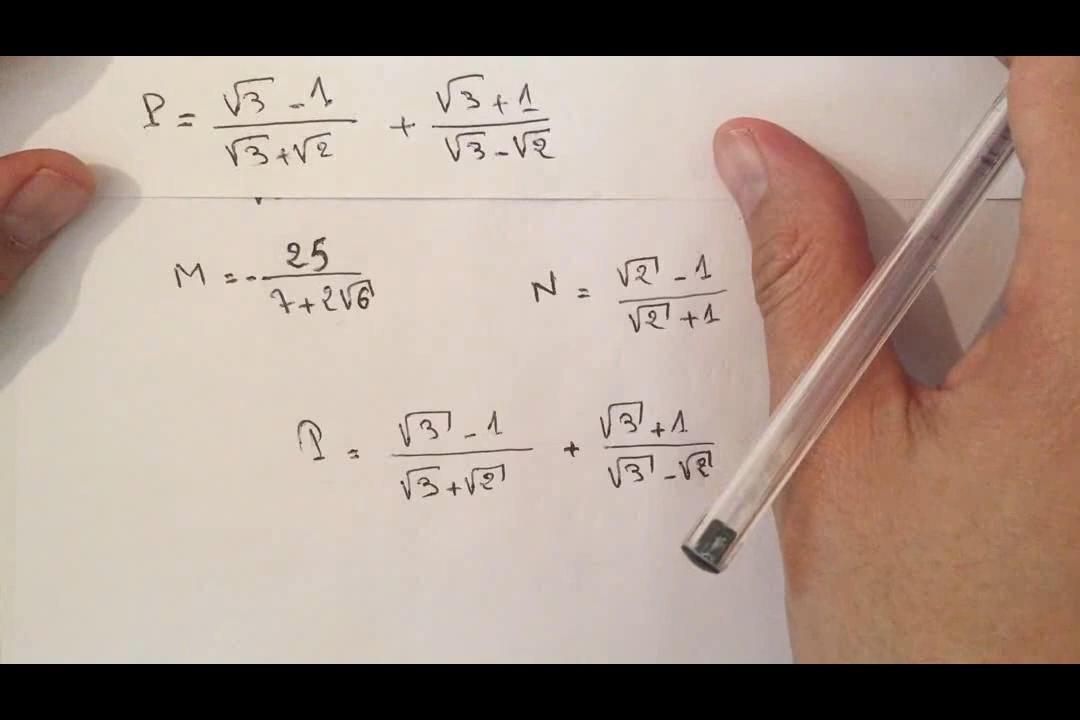 P = (√3 - 1)/(√3 + √2) + (√3 + 1)/(√3 - √2)
M = - 25/(7 + 2√6) N = (√2 - 1)/(√2 + 1)
P = (√3 - 1)/(√3 + √2) + (√3 + 1)/(√3 - √2)